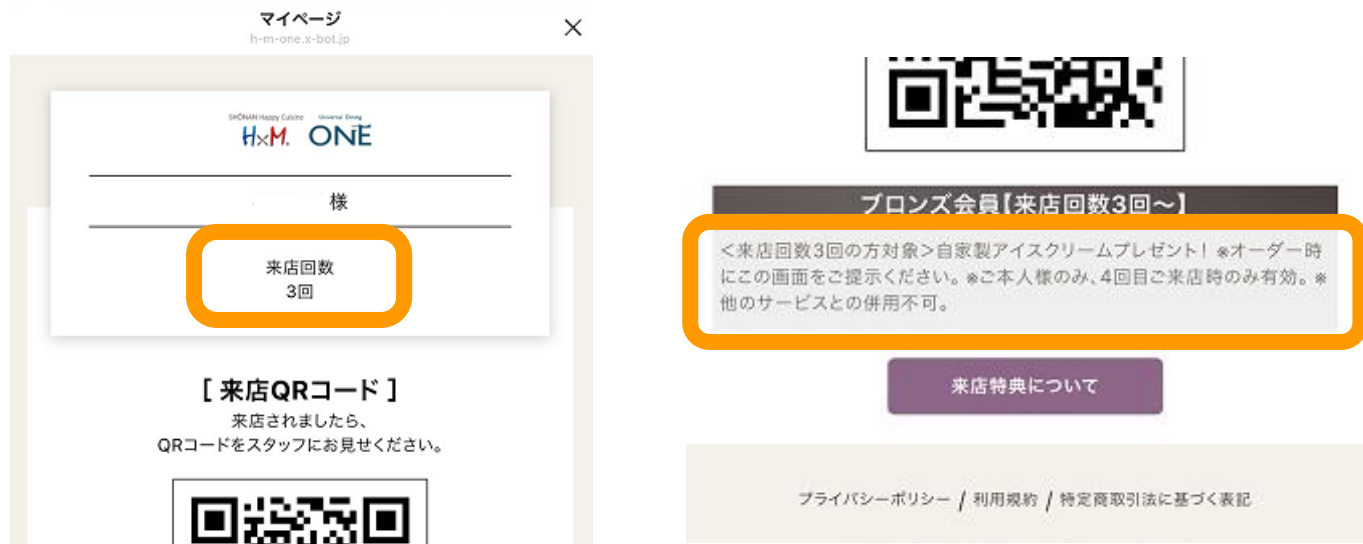 マイページ
h-m-one.x-bot.jp
SHŌNAN Happy Cuisine Universal Dining
H×M. ONE
様
来店回数
3回
[ 来店QRコード ]
来店されましたら、
QRコードをスタッフにお見せください。
ブロンズ会員【来店回数3回～】
＜来店回数3回の方対象＞自家製アイスクリームプレゼント！ ※オーダー時
にこの画面をご提示ください。※ご本人様のみ、4回目ご来店時のみ有効。※
他のサービスとの併用不可。
来店特典について
プライバシーポリシー / 利用規約 / 特定商取引法に基づく表記